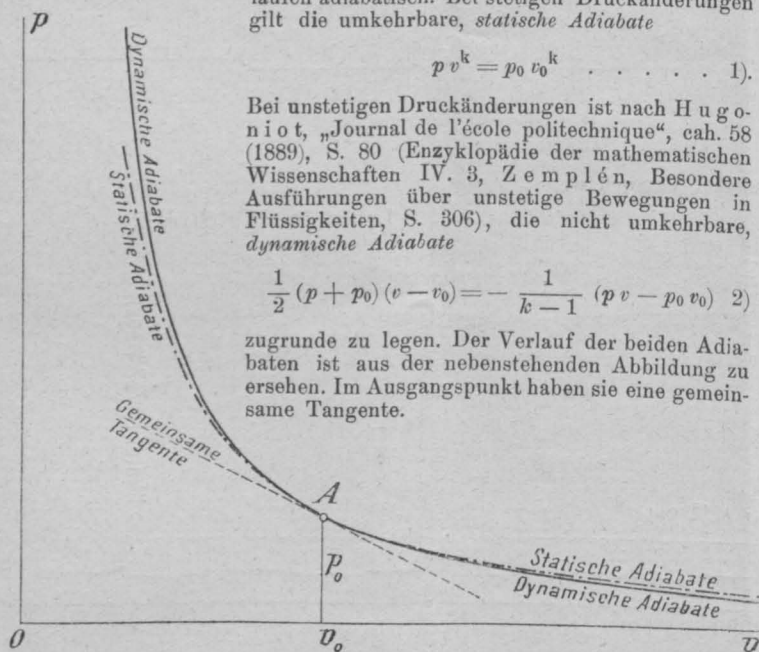 laufen adiabatisch. Bei stetigen Druckänderungen
gilt die umkehrbare, statische Adiabate
p v^k = p₀ v₀^k . . . . . . 1).
Bei unstetigen Druckänderungen ist nach Hugo-
niot, „Journal de l'école politechnique“, cah. 58
(1889), S. 80 (Enzyklopädie der mathematischen
Wissenschaften IV. 3, Zemplén, Besondere
Ausführungen über unstetige Bewegungen in
Flüssigkeiten, S. 306), die nicht umkehrbare,
dynamische Adiabate
1/2 (p + p₀) (v − v₀) = − 1/(k − 1) (p v − p₀ v₀) 2)
zugrunde zu legen. Der Verlauf der beiden Adia-
baten ist aus der nebenstehenden Abbildung zu
ersehen. Im Ausgangspunkt haben sie eine gemein-
same Tangente.
p
Dynamische Adiabate
Statische Adiabate
Gemeinsame
Tangente
A
P₀
Statische Adiabate
Dynamische Adiabate
0
v₀
v